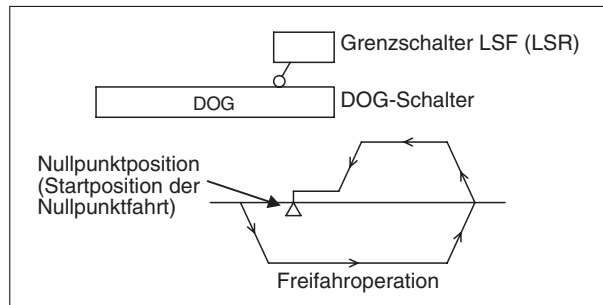 Grenzschalter LSF (LSR)
DOG
DOG-Schalter
Nullpunktposition
(Startposition der
Nullpunktfahrt)
Freifahroperation